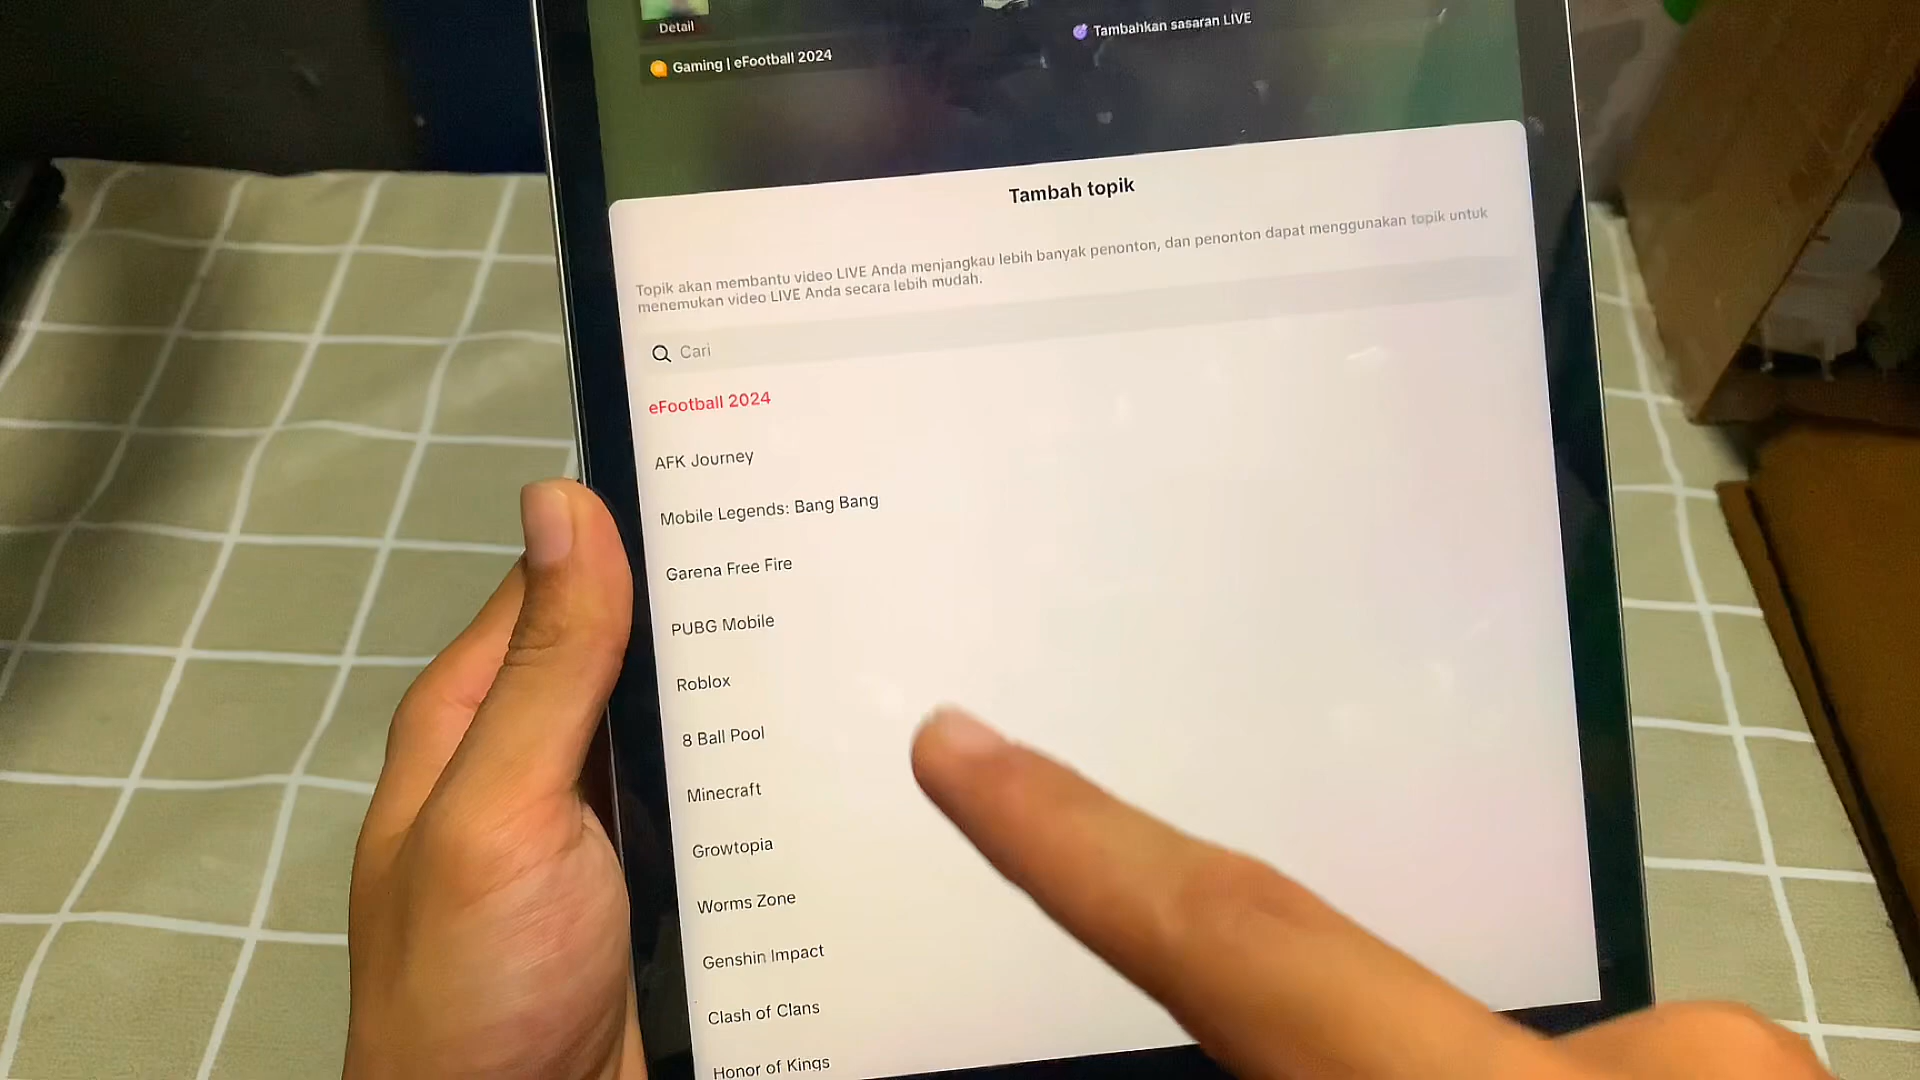 Detail
Tambahkan sasaran LIVE
Gaming | eFootball 2024
Tambah topik
Topik akan membantu video LIVE Anda menjangkau lebih banyak penonton, dan penonton dapat menggunakan topik untuk
menemukan video LIVE Anda secara lebih mudah.
Cari
eFootball 2024
AFK Journey
Mobile Legends: Bang Bang
Garena Free Fire
PUBG Mobile
Roblox
8 Ball Pool
Minecraft
Growtopia
Worms Zone
Genshin Impact
Clash of Clans
Honor of Kings